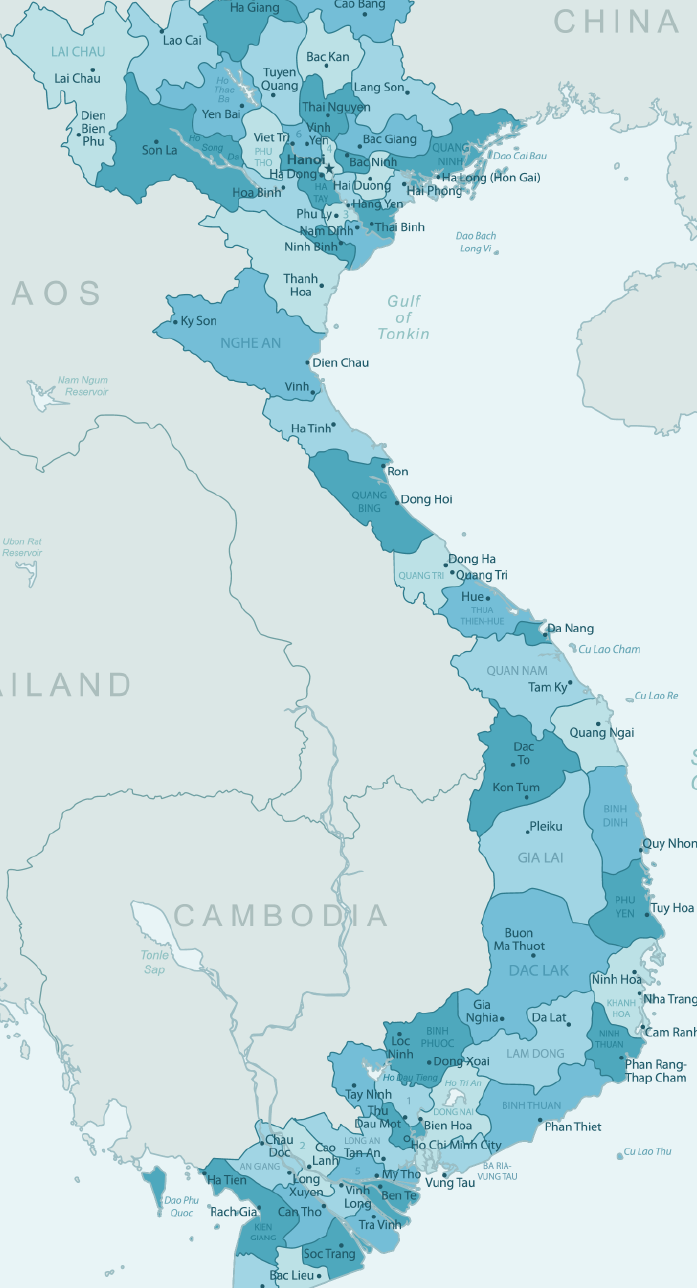 Ha Giang
Cao Bang
CHINA
Lao Cai
LAI CHAU
Bac Kan
Lai Chau
Tuyen
Quang
Ho
Thac
Ba
Lang Son
Thai Nguyen
Yen Bai
Dien
Bien
Phu
Vinh
Yen
Viet Tri
6
Bac Giang
Son La
Ho
Song
Da
PHU
THO
4
QUANG
NINH
Dao Cai Bau
Hanoi
Bac Ninh
Ha Dong
Ha Long (Hon Gai)
Hoa Binh
HA
TAY
Hai Duong
Hai Phong
Hang Yen
Phu Ly
3
Nam Dinh
Thai Binh
Dao Bach
Long Vi
Ninh Binh
Thanh
Hoa
AOS
Gulf
of
Tonkin
Ky Son
NGHE AN
Dien Chau
Nam Ngum
Reservoir
Vinh
Ha Tinh
Ron
QUANG
BING
Dong Hoi
Ubon Rat
Reservoir
Dong Ha
QUANG TRI
Quang Tri
Hue
THUA
THIEN-HUE
Da Nang
Cu Lao Cham
QUAN NAM
AILAND
Tam Ky
Cu Lao Re
Quang Ngai
Dac
To
S
Kon Tum
BINH
DINH
Pleiku
Quy Nhon
GIA LAI
PHU
YEN
Tuy Hoa
CAMBODIA
Buon
Ma Thuot
Tonle
Sap
DAC LAK
Ninh Hoa
Nha Trang
KHANH
HOA
Gia
Nghia
Da Lat
Cam Ranh
BINH
PHUOC
Loc
Ninh
NINH
THUAN
LAM DONG
Dong Xoai
Phan Rang-
Thap Cham
Ho Dau Tieng
Ho Tri An
Tay Ninh
1
BINH THUAN
Thu
Dau Mot
DONG NAI
Bien Hoa
Phan Thiet
Chau
Doc
2
Cao
Lanh
LONG AN
Tan An
Ho Chi Minh City
Cu Lao Thu
AN GIANG
5
BA RIA-
VUNG TAU
Ha Tien
Long
Xuyen
My Tho
Vung Tau
Dao Phu
Quoc
Rach Gia
Vinh
Long
Ben Te
Can Tho
Tra Vinh
KEN
GIANG
Soc Trang
Bac Lieu